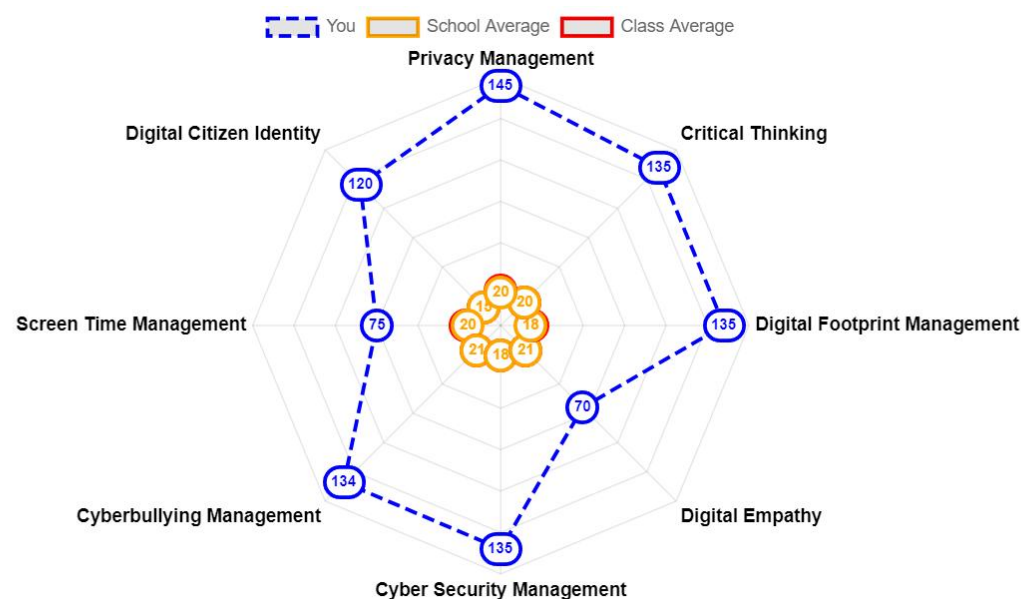 You School Average Class Average
Privacy Management
145
Digital Citizen Identity
Critical Thinking
120
135
20
15
20
Screen Time Management
75
20
18
135
Digital Footprint Management
21
18
21
70
134
Cyberbullying Management
Digital Empathy
135
Cyber Security Management